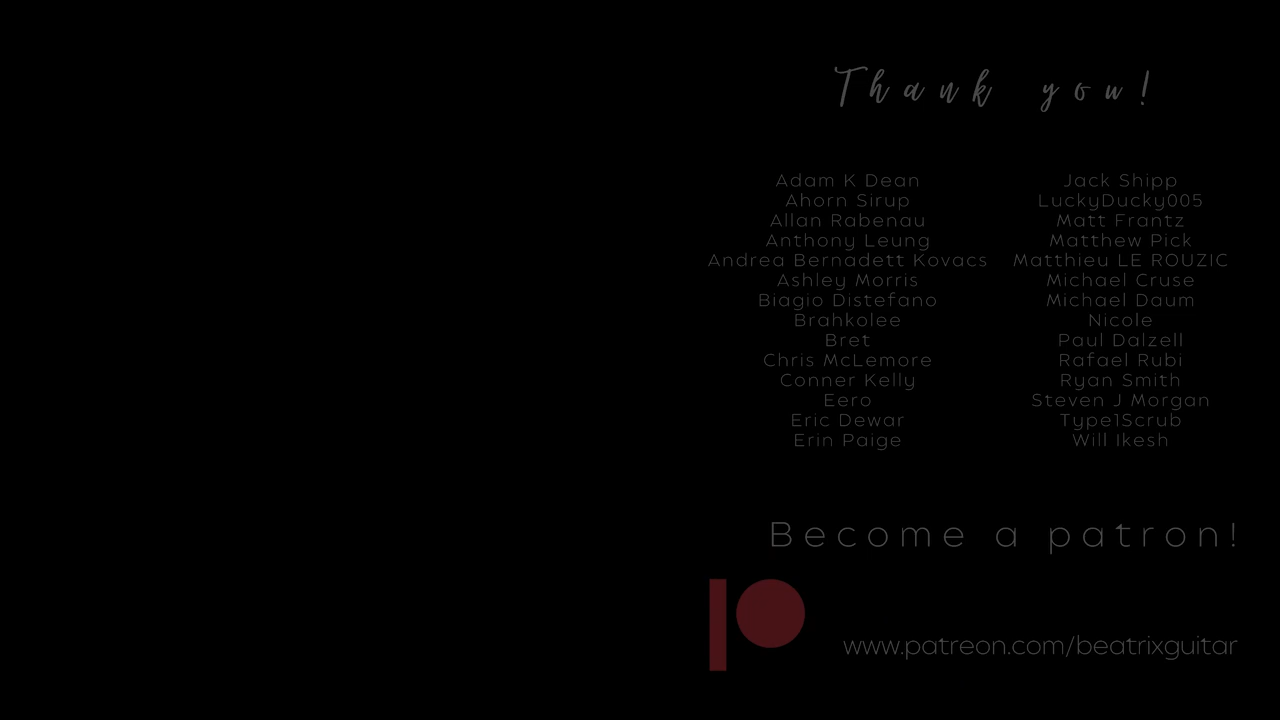 Thank you!
Adam K Dean
Ahorn Sirup
Allan Rabenau
Anthony Leung
Andrea Bernadett Kovacs
Ashley Morris
Biagio Distefano
Brahkolee
Bret
Chris McLemore
Conner Kelly
Eero
Eric Dewar
Erin Paige
Jack Shipp
LuckyDucky005
Matt Frantz
Matthew Pick
Matthieu LE ROUZIC
Michael Cruse
Michael Daum
Nicole
Paul Dalzell
Rafael Rubi
Ryan Smith
Steven J Morgan
Type1Scrub
Will Ikesh
Become a patron!
www.patreon.com/beatrixguitar